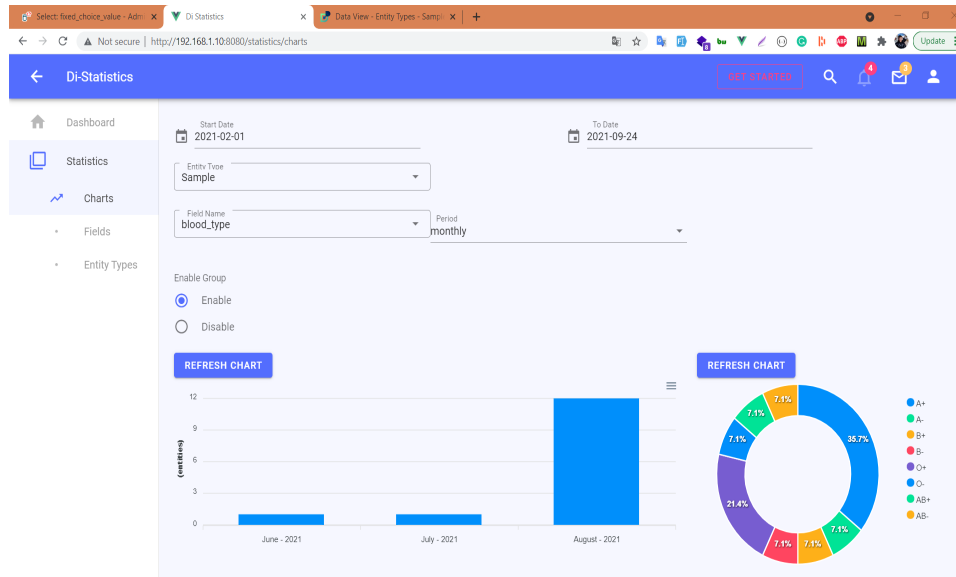 Select: fixed_choice_value - Admi
Di Statistics
Data View - Entity Types - Sampl
Not secure | http://192.168.1.10:8080/statistics/charts
Update
Di-Statistics
GET STARTED
4
3
Dashboard
Statistics
Charts
Fields
Entity Types
Start Date
2021-02-01
To Date
2021-09-24
Entity Type
Sample
Field Name
blood_type
Period
monthly
Enable Group
Enable
Disable
REFRESH CHART
REFRESH CHART
12
9
6
3
0
(entities)
June - 2021
July - 2021
August - 2021
7.1%
7.1%
7.1%
35.7%
21.4%
7.1%
7.1%
7.1%
A+
A-
B+
B-
O+
O-
AB+
AB-